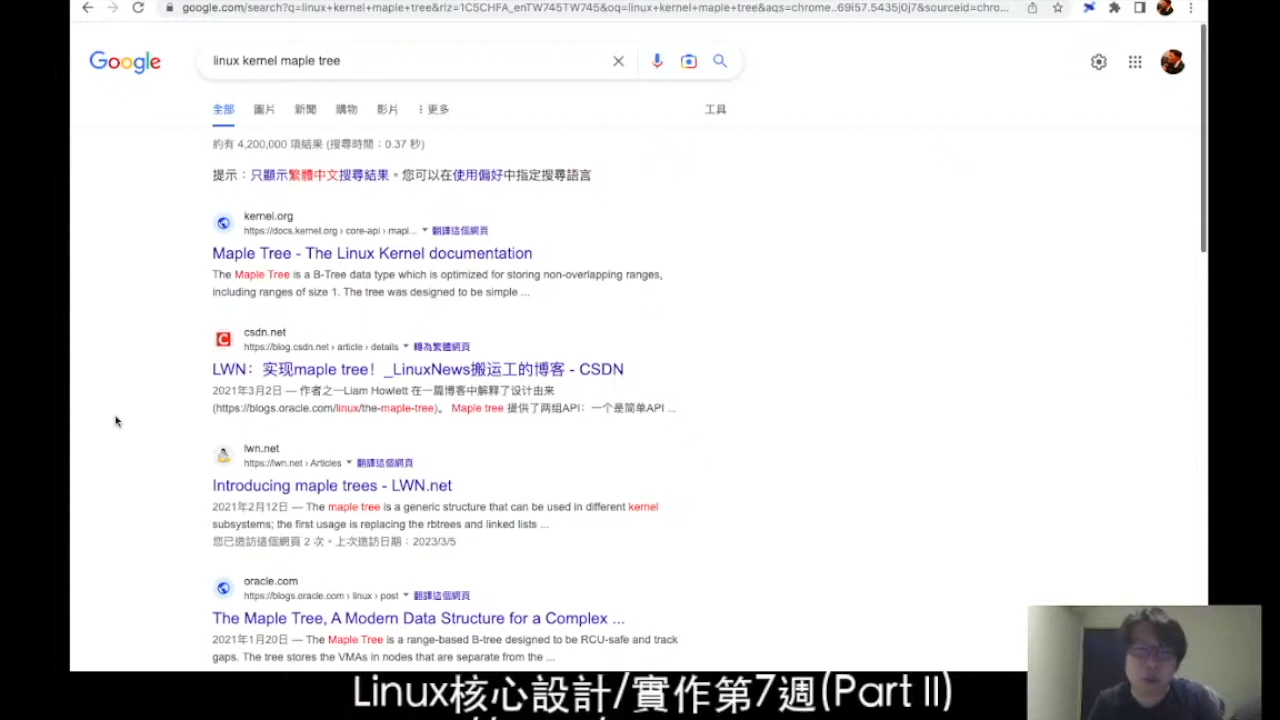 google.com/search?q=linux+kernel+maple+tree&rlz=1C5CHFA_enTW745TW745&oq=linux+kernel+maple+tree&aqs=chrome..69i57.5435j0j7&sourceid=chro...
Google
linux kernel maple tree
全部 圖片 新聞 購物 影片 更多 工具
約有 4,200,000 項結果 (搜尋時間:0.37 秒)
提示:只顯示繁體中文搜尋結果。您可以在使用偏好中指定搜尋語言
kernel.org
https://docs.kernel.org › core-api › mapl... 翻譯這個網頁
Maple Tree - The Linux Kernel documentation
The Maple Tree is a B-Tree data type which is optimized for storing non-overlapping ranges,
including ranges of size 1. The tree was designed to be simple ...
csdn.net
https://blog.csdn.net › article › details 轉為繁體網頁
LWN:实现maple tree!_LinuxNews搬运工的博客 - CSDN
2021年3月2日 — 作者之一Liam Howlett 在一篇博客中解释了设计由来
(https://blogs.oracle.com/linux/the-maple-tree)。 Maple tree 提供了两组API:一个是简单API ...
lwn.net
https://lwn.net › Articles 翻譯這個網頁
Introducing maple trees - LWN.net
2021年2月12日 — The maple tree is a generic structure that can be used in different kernel
subsystems; the first usage is replacing the rbtrees and linked lists ...
您已造訪這個網頁 2 次。上次造訪日期:2023/3/5
oracle.com
https://blogs.oracle.com › linux › post 翻譯這個網頁
The Maple Tree, A Modern Data Structure for a Complex ...
2021年1月20日 — The Maple Tree is a range-based B-tree designed to be RCU-safe and track
gaps. The tree stores the VMAs in nodes that are separate from the ...
Linux核心設計/實作第7週(Part II)